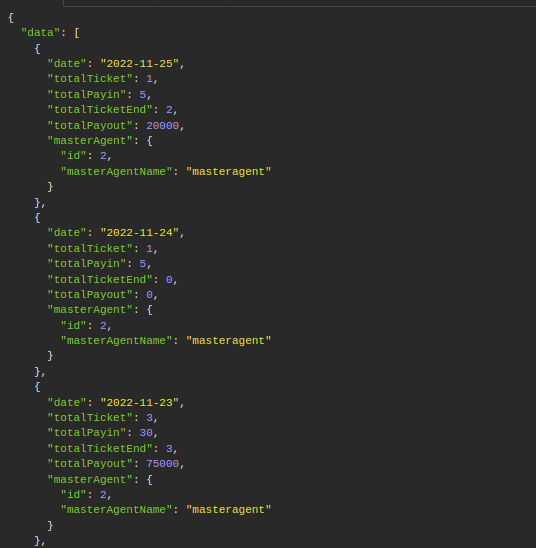 {
  "data": [
    {
      "date": "2022-11-25",
      "totalTicket": 1,
      "totalPayin": 5,
      "totalTicketEnd": 2,
      "totalPayout": 20000,
      "masterAgent": {
        "id": 2,
        "masterAgentName": "masteragent"
      }
    },
    {
      "date": "2022-11-24",
      "totalTicket": 1,
      "totalPayin": 5,
      "totalTicketEnd": 0,
      "totalPayout": 0,
      "masterAgent": {
        "id": 2,
        "masterAgentName": "masteragent"
      }
    },
    {
      "date": "2022-11-23",
      "totalTicket": 3,
      "totalPayin": 30,
      "totalTicketEnd": 3,
      "totalPayout": 75000,
      "masterAgent": {
        "id": 2,
        "masterAgentName": "masteragent"
      }
    },